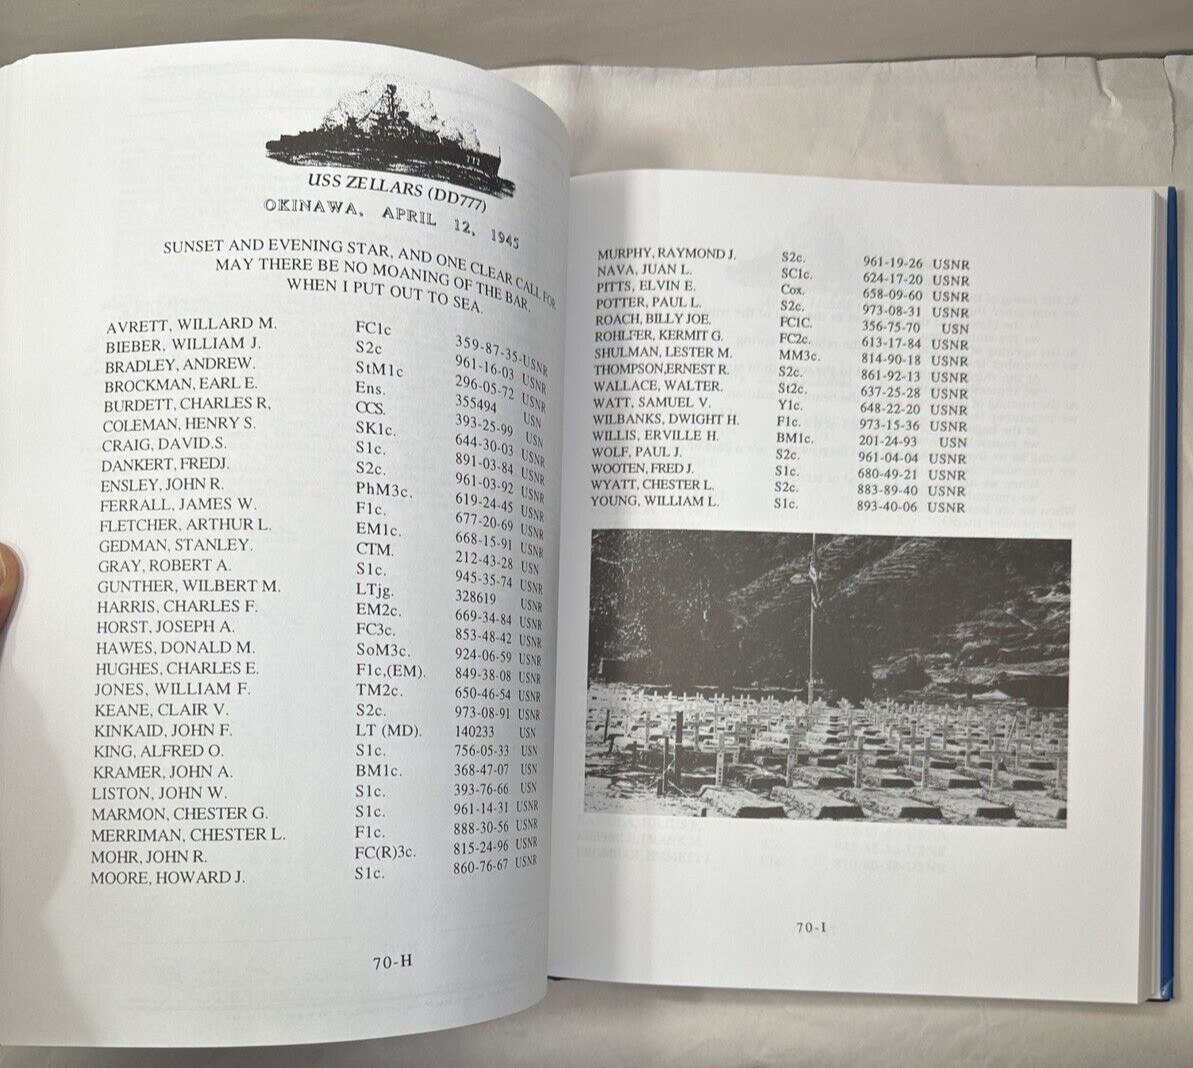 777
USS ZELLARS (DD777)
OKINAWA, APRIL 12, 1945
SUNSET AND EVENING STAR, AND ONE CLEAR CALL FOR
MAY THERE BE NO MOANING OF THE BAR.
WHEN I PUT OUT TO SEA.
AVRETT, WILLARD M. FC1c 359-87-35-USNR
BIEBER, WILLIAM J. S2c 961-16-03 USNR
BRADLEY, ANDREW. StM1c 296-05-72 USNR
BROCKMAN, EARL E. Ens. 355494 USN
BURDETT, CHARLES R, CCS. 393-25-99 USN
COLEMAN, HENRY S. SK1c. 644-30-03 USNR
CRAIG, DAVID.S. S1c. 891-03-84 USNR
DANKERT, FREDJ. S2c. 961-03-92 USNR
ENSLEY, JOHN R. PhM3c. 619-24-45 USNR
FERRALL, JAMES W. F1c. 677-20-69 USNR
FLETCHER, ARTHUR L. EM1c. 668-15-91 USNR
GEDMAN, STANLEY. CTM. 212-43-28 USN
GRAY, ROBERT A. S1c. 945-35-74 USNR
GUNTHER, WILBERT M. LTjg. 328619 USNR
HARRIS, CHARLES F. EM2c. 669-34-84 USNR
HORST, JOSEPH A. FC3c. 853-48-42 USNR
HAWES, DONALD M. SoM3c. 924-06-59 USNR
HUGHES, CHARLES E. F1c,(EM). 849-38-08 USNR
JONES, WILLIAM F. TM2c. 650-46-54 USNR
KEANE, CLAIR V. S2c. 973-08-91 USNR
KINKAID, JOHN F. LT (MD). 140233 USN
KING, ALFRED O. S1c. 756-05-33 USN
KRAMER, JOHN A. BM1c. 368-47-07 USN
LISTON, JOHN W. S1c. 393-76-66 USN
MARMON, CHESTER G. S1c. 961-14-31 USNR
MERRIMAN, CHESTER L. F1c. 888-30-56 USNR
MOHR, JOHN R. FC(R)3c. 815-24-96 USNR
MOORE, HOWARD J. S1c. 860-76-67 USNR
70-H
MURPHY, RAYMOND J. S2c. 961-19-26 USNR
NAVA, JUAN L. SC1c. 624-17-20 USNR
PITTS, ELVIN E. Cox. 658-09-60 USNR
POTTER, PAUL L. S2c. 973-08-31 USNR
ROACH, BILLY JOE. FC1C. 356-75-70 USN
ROHLFER, KERMIT G. FC2c. 613-17-84 USNR
SHULMAN, LESTER M. MM3c. 814-90-18 USNR
THOMPSON,ERNEST R. S2c. 861-92-13 USNR
WALLACE, WALTER. St2c. 637-25-28 USNR
WATT, SAMUEL V. Y1c. 648-22-20 USNR
WILBANKS, DWIGHT H. F1c. 973-15-36 USNR
WILLIS, ERVILLE H. BM1c. 201-24-93 USN
WOLF, PAUL J. S2c. 961-04-04 USNR
WOOTEN, FRED J. S1c. 680-49-21 USNR
WYATT, CHESTER L. S2c. 883-89-40 USNR
YOUNG, WILLIAM L. S1c. 893-40-06 USNR
70-I